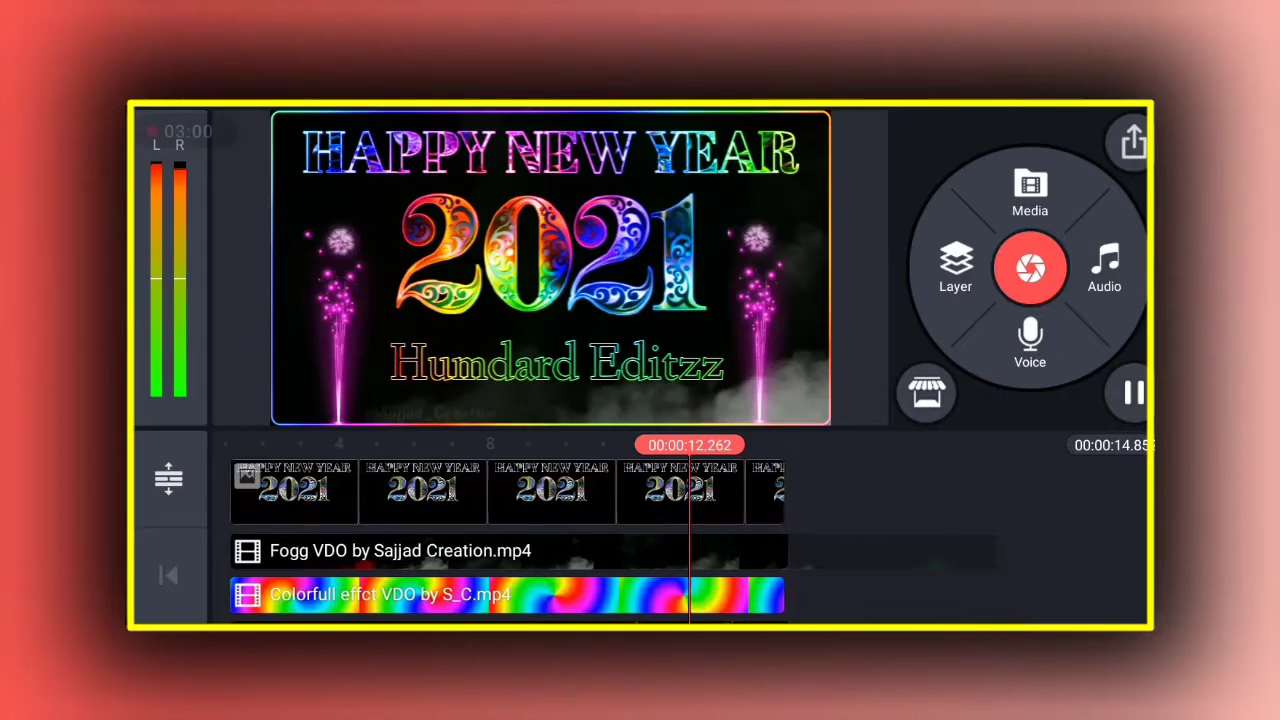 03:00
L R
HAPPY NEW YEAR
2021
Humdard Editzz
@Sajjad_Creation
Media
Layer
Audio
Voice
4 8
00:00:12.262
00:00:14.85
HAPPY NEW YEAR HAPPY NEW YEAR HAPPY NEW YEAR HAPPY NEW YEAR HAPP
2021 2021 2021 2021
Fogg VDO by Sajjad Creation.mp4
Colorfull effct VDO by S_C.mp4